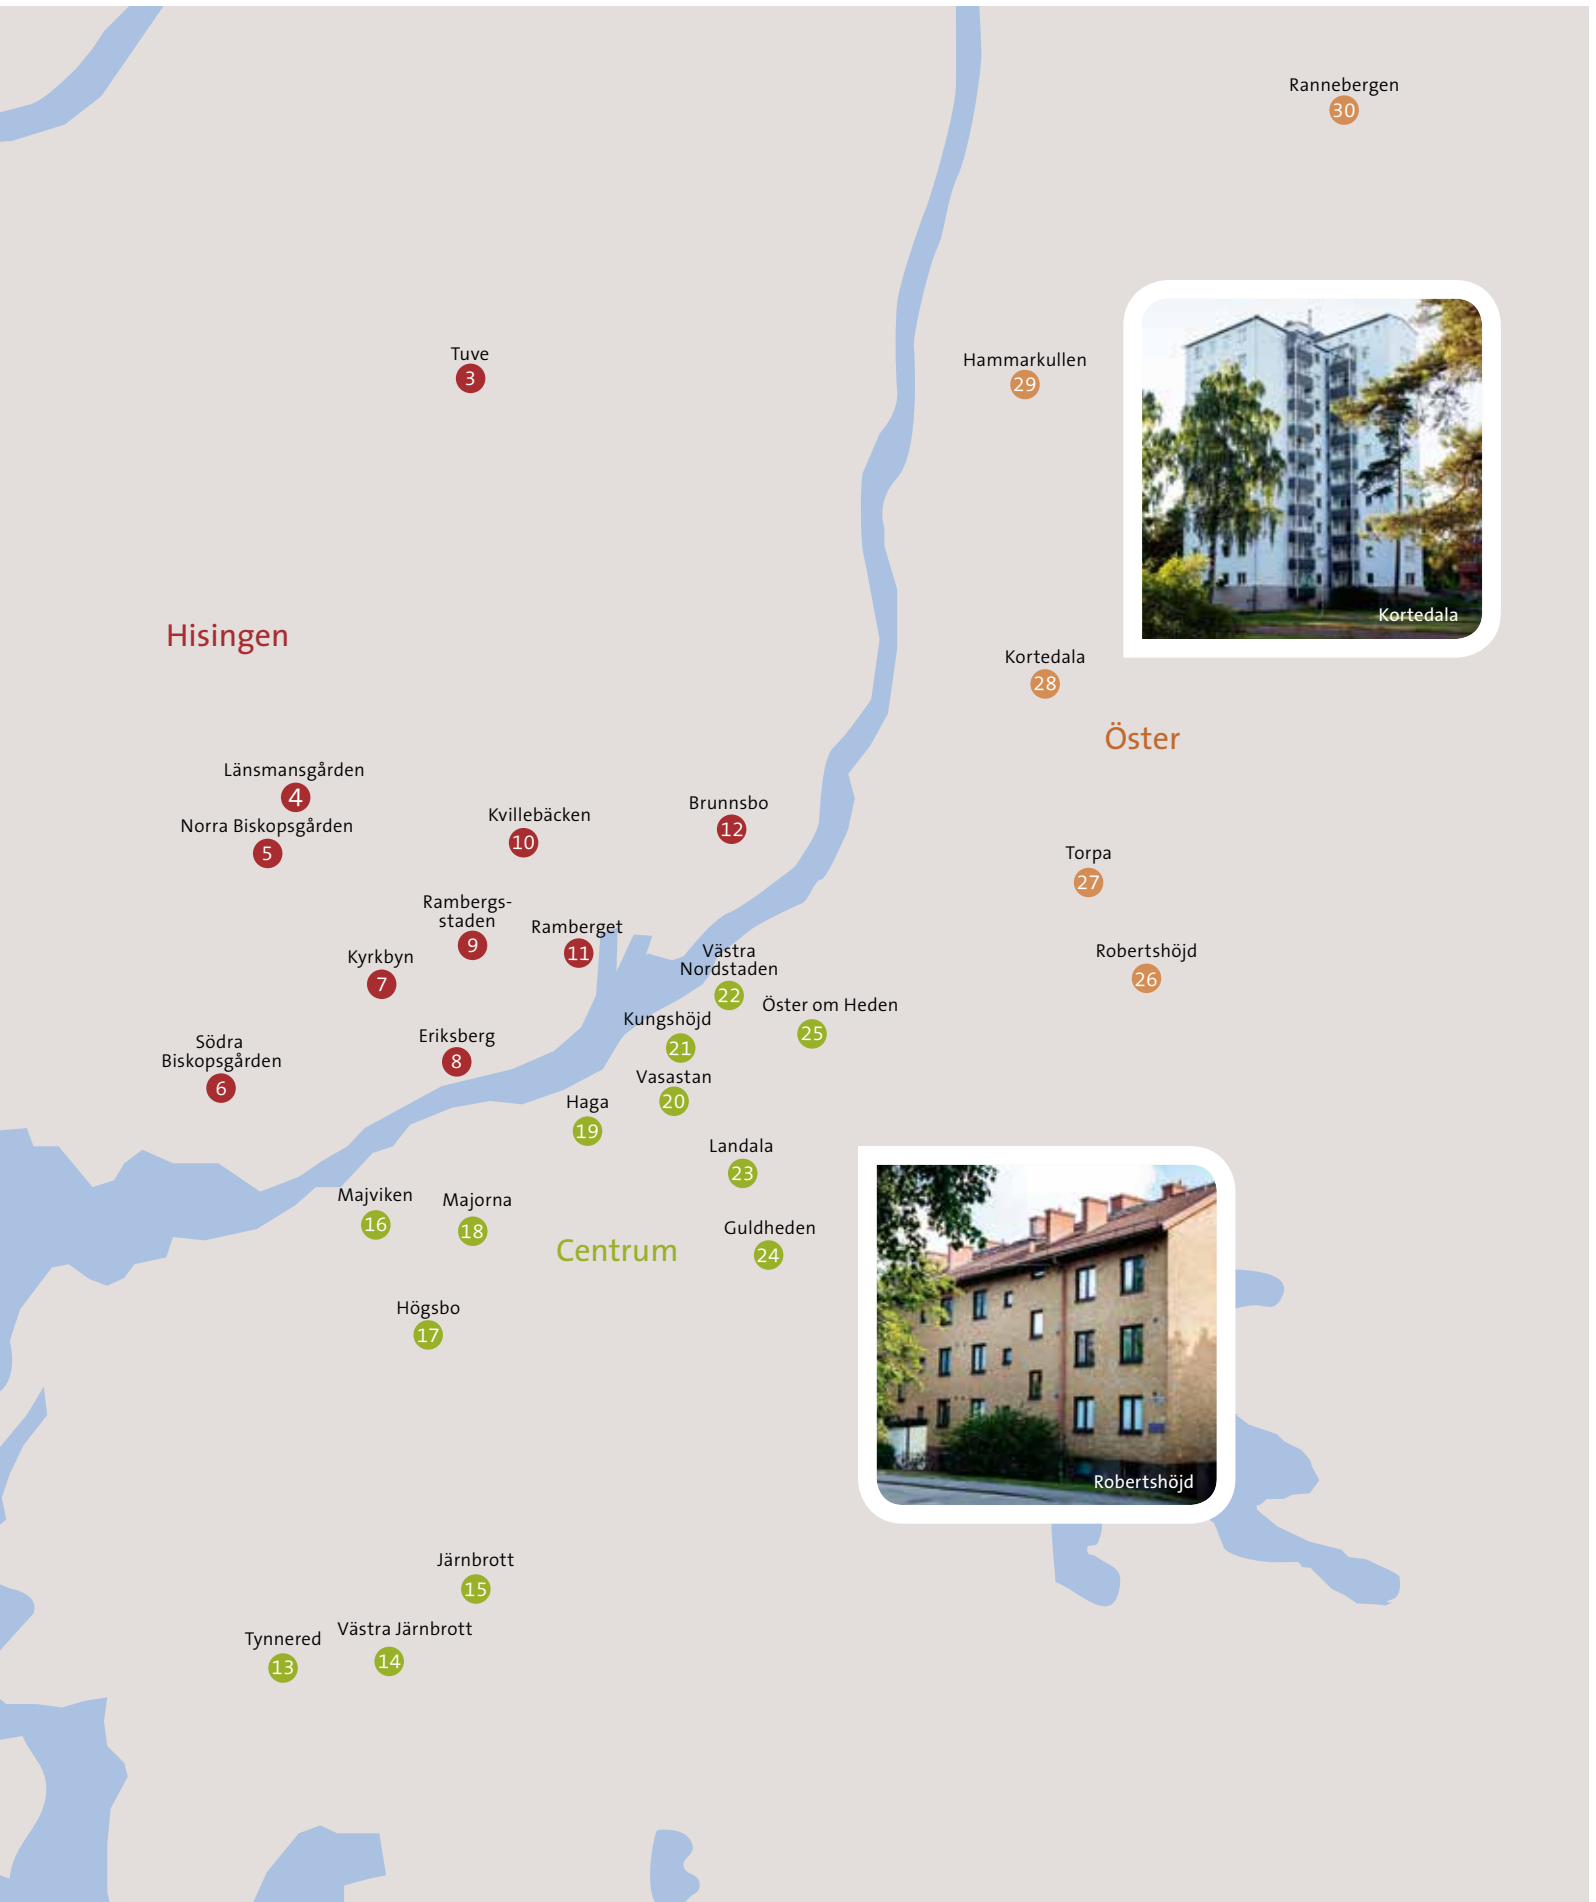 Rannebergen
30
Tuve
3
Hammarkullen
29
Kortedala
Hisingen
Kortedala
28
Öster
Länsmansgården
4
Norra Biskopsgården
5
Kvillebäcken
10
Brunnsbo
12
Torpa
27
Rambergs-
staden
9
Ramberget
11
Kyrkbyn
7
Västra
Nordstaden
22
Robertshöjd
26
Öster om Heden
25
Kungshöjd
21
Södra
Biskopsgården
6
Eriksberg
8
Vasastan
20
Haga
19
Landala
23
Majviken
16
Majorna
18
Centrum
Guldheden
24
Högsbo
17
Robertshöjd
Järnbrott
15
Västra Järnbrott
14
Tynnered
13